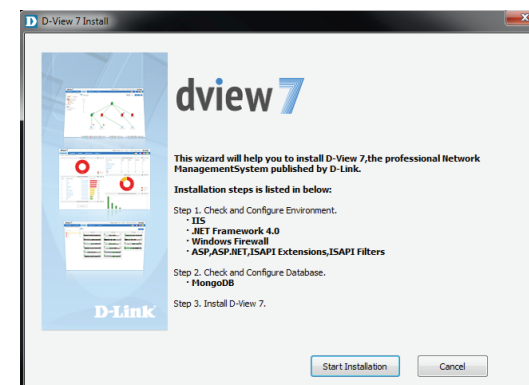 D-View 7 Install
dview 7
This wizard will help you to install D-View 7,the professional Network
ManagementSystem published by D-Link.
Installation steps is listed in below:
Step 1. Check and Configure Environment.
· IIS
· .NET Framework 4.0
· Windows Firewall
· ASP,ASP.NET,ISAPI Extensions,ISAPI Filters
Step 2. Check and Configure Database.
· MongoDB
Step 3. Install D-View 7.
D-Link
Start Installation
Cancel